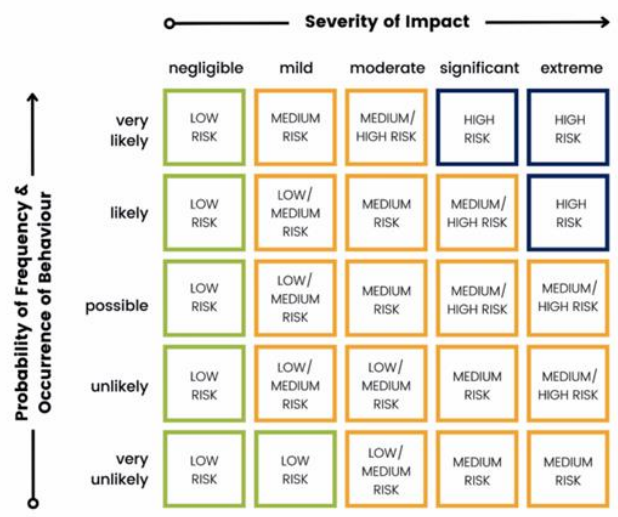 Severity of Impact
negligible mild moderate significant extreme
Probability of Frequency &
Occurrence of Behaviour
very
likely
LOW
RISK
MEDIUM
RISK
MEDIUM/
HIGH RISK
HIGH
RISK
HIGH
RISK
likely
LOW
RISK
LOW/
MEDIUM
RISK
MEDIUM
RISK
MEDIUM/
HIGH RISK
HIGH
RISK
possible
LOW
RISK
LOW/
MEDIUM
RISK
MEDIUM
RISK
MEDIUM/
HIGH RISK
MEDIUM/
HIGH RISK
unlikely
LOW
RISK
LOW/
MEDIUM
RISK
LOW/
MEDIUM
RISK
MEDIUM
RISK
MEDIUM/
HIGH RISK
very
unlikely
LOW
RISK
LOW
RISK
LOW/
MEDIUM
RISK
MEDIUM
RISK
MEDIUM
RISK